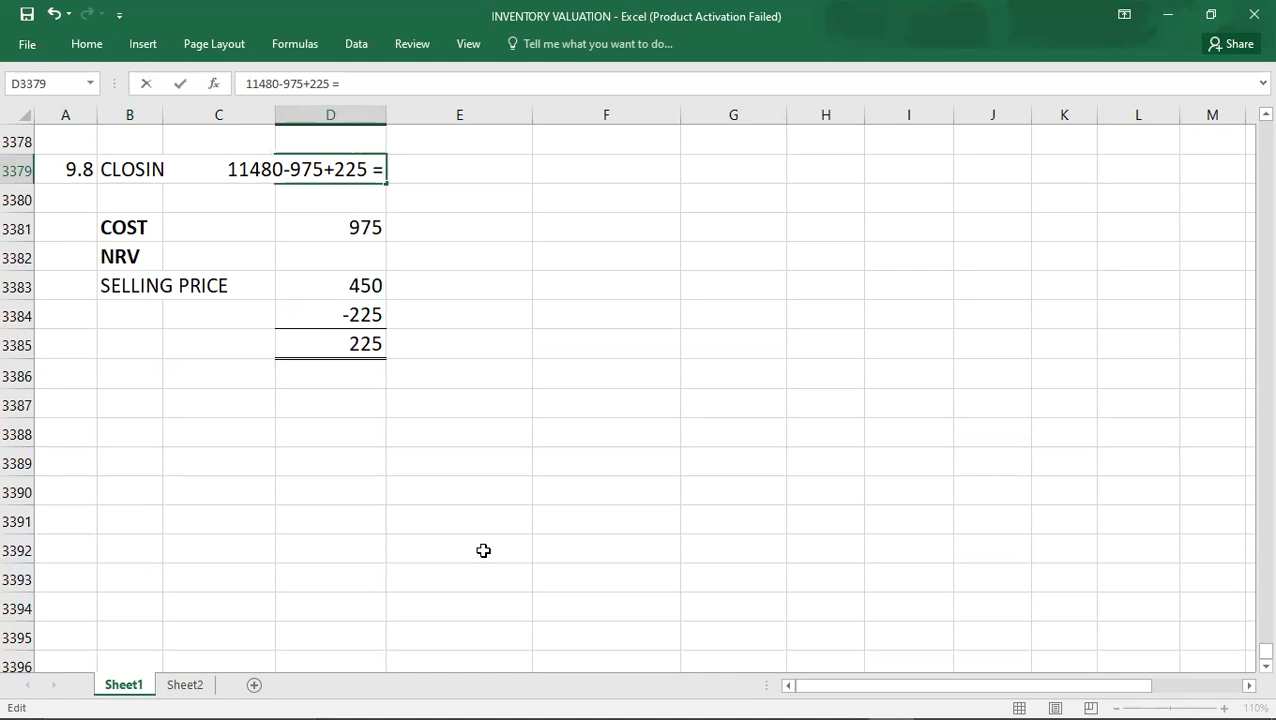 INVENTORY VALUATION - Excel (Product Activation Failed)
File Home Insert Page Layout Formulas Data Review View Tell me what you want to do... Share
D3379 fx 11480-975+225 =
A B C D E F G H I J K L M
3378
3379 9.8 CLOSIN 11480-975+225 =
3380
3381 COST 975
3382 NRV
3383 SELLING PRICE 450
3384 -225
3385 225
3386
3387
3388
3389
3390
3391
3392
3393
3394
3395
3396
Sheet1 Sheet2
Edit 110%